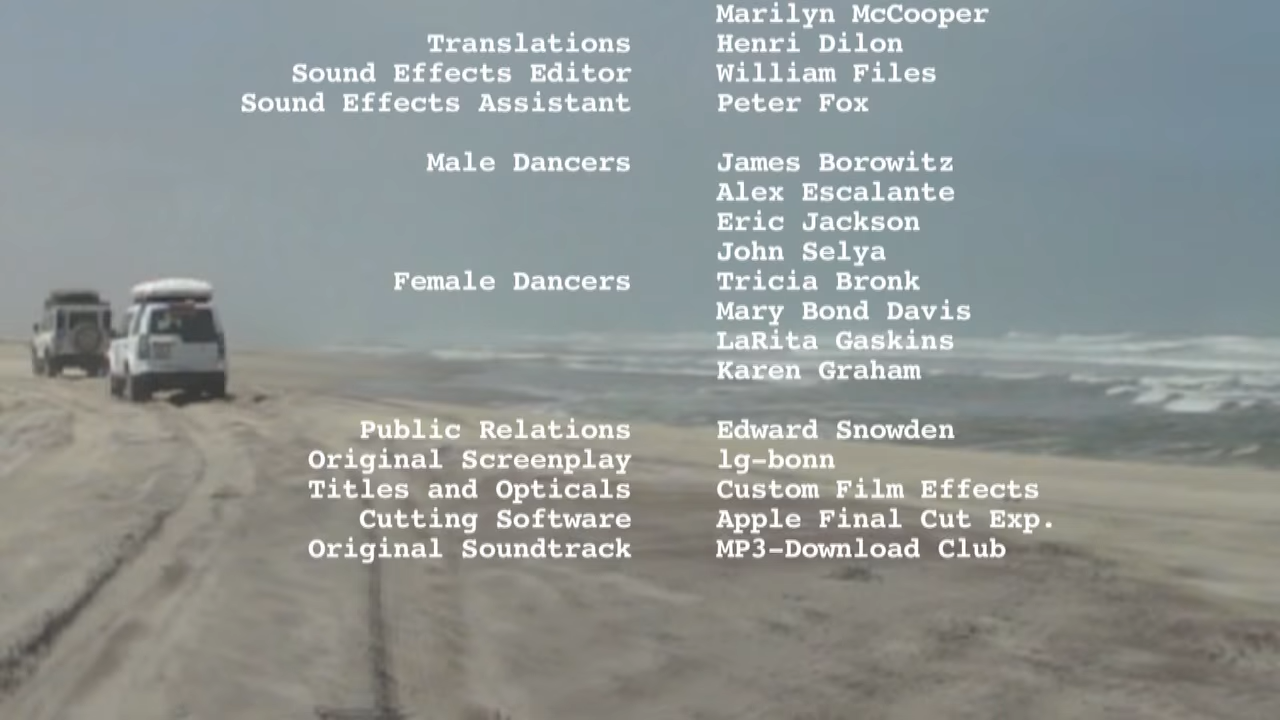 Marilyn McCooper
Translations Henri Dilon
Sound Effects Editor William Files
Sound Effects Assistant Peter Fox
Male Dancers James Borowitz
Alex Escalante
Eric Jackson
John Selya
Female Dancers Tricia Bronk
Mary Bond Davis
LaRita Gaskins
Karen Graham
Public Relations Edward Snowden
Original Screenplay lg-bonn
Titles and Opticals Custom Film Effects
Cutting Software Apple Final Cut Exp.
Original Soundtrack MP3-Download Club